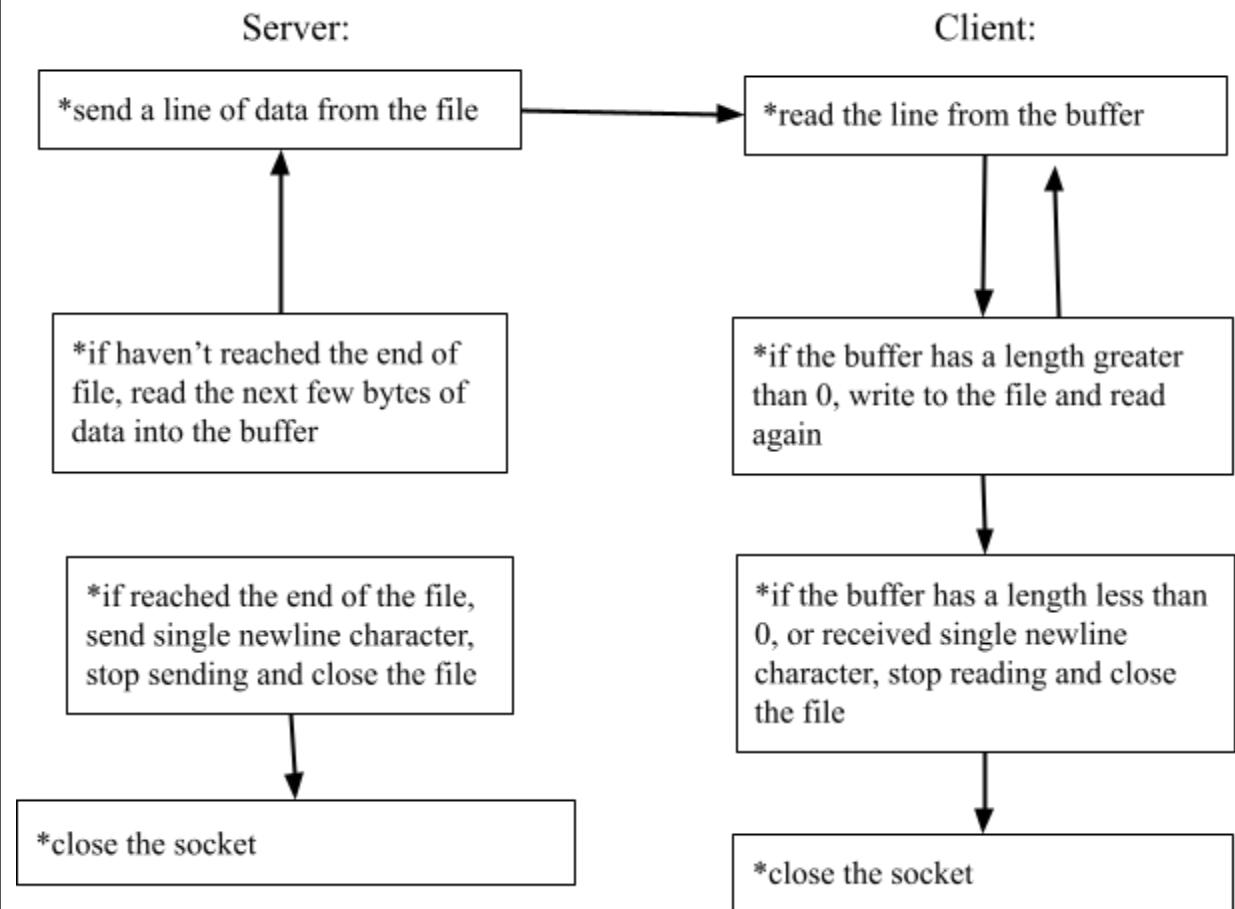 Server:
*send a line of data from the file
*if haven’t reached the end of
file, read the next few bytes of
data into the buffer
*if reached the end of the file,
send single newline character,
stop sending and close the file
*close the socket
Client:
*read the line from the buffer
*if the buffer has a length greater
than 0, write to the file and read
again
*if the buffer has a length less than
0, or received single newline
character, stop reading and close
the file
*close the socket